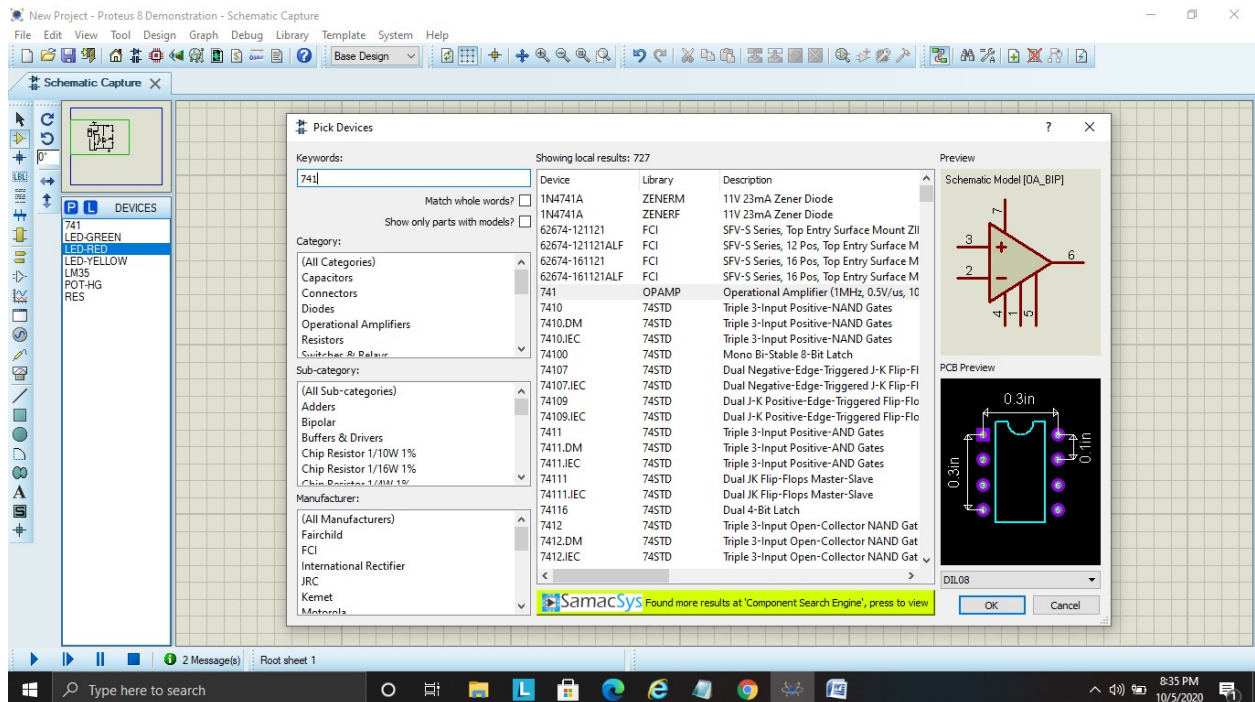 New Project - Proteus 8 Demonstration - Schematic Capture
File Edit View Tool Design Graph Debug Library Template System Help
Base Design
Schematic Capture
0°
P L DEVICES
741
LED-GREEN
LED-RED
LED-YELLOW
LM35
POT-HG
RES
LBL
A
S
Pick Devices
? ×
Keywords:
741
Match whole words?
Show only parts with models?
Category:
(All Categories)
Capacitors
Connectors
Diodes
Operational Amplifiers
Resistors
Switches & Relays
Sub-category:
(All Sub-categories)
Adders
Bipolar
Buffers & Drivers
Chip Resistor 1/10W 1%
Chip Resistor 1/16W 1%
Chip Resistor 1/4W 1%
Manufacturer:
(All Manufacturers)
Fairchild
FCI
International Rectifier
JRC
Kemet
Motorola
Showing local results: 727
Device Library Description
1N4741A ZENERM 11V 23mA Zener Diode
1N4741A ZENERF 11V 23mA Zener Diode
62674-121121 FCI SFV-S Series, Top Entry Surface Mount ZII
62674-121121ALF FCI SFV-S Series, 12 Pos, Top Entry Surface M
62674-161121 FCI SFV-S Series, 16 Pos, Top Entry Surface M
62674-161121ALF FCI SFV-S Series, 16 Pos, Top Entry Surface M
741 OPAMP Operational Amplifier (1MHz, 0.5V/us, 10
7410 74STD Triple 3-Input Positive-NAND Gates
7410.DM 74STD Triple 3-Input Positive-NAND Gates
7410.IEC 74STD Triple 3-Input Positive-NAND Gates
74100 74STD Mono Bi-Stable 8-Bit Latch
74107 74STD Dual Negative-Edge-Triggered J-K Flip-Fl
74107.IEC 74STD Dual Negative-Edge-Triggered J-K Flip-Fl
74109 74STD Dual J-K Positive-Edge-Triggered Flip-Flo
74109.IEC 74STD Dual J-K Positive-Edge-Triggered Flip-Flo
7411 74STD Triple 3-Input Positive-AND Gates
7411.DM 74STD Triple 3-Input Positive-AND Gates
7411.IEC 74STD Triple 3-Input Positive-AND Gates
74111 74STD Dual JK Flip-Flops Master-Slave
74111.IEC 74STD Dual JK Flip-Flops Master-Slave
74116 74STD Dual 4-Bit Latch
7412 74STD Triple 3-Input Open-Collector NAND Gat
7412.DM 74STD Triple 3-Input Open-Collector NAND Gat
7412.IEC 74STD Triple 3-Input Open-Collector NAND Gat
SamacSys Found more results at 'Component Search Engine', press to view
Preview
Schematic Model [OA_BIP]
7
3
6
2
4 1 5
PCB Preview
0.3in
0.1in
0.3in
DIL08
OK Cancel
2 Message(s) Root sheet 1
Type here to search
8:35 PM
10/5/2020